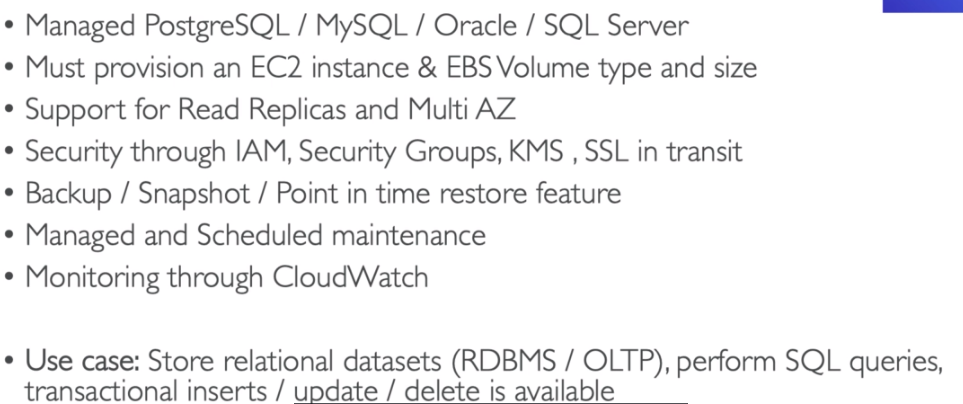 • Managed PostgreSQL / MySQL / Oracle / SQL Server
• Must provision an EC2 instance & EBS Volume type and size
• Support for Read Replicas and Multi AZ
• Security through IAM, Security Groups, KMS , SSL in transit
• Backup / Snapshot / Point in time restore feature
• Managed and Scheduled maintenance
• Monitoring through CloudWatch
• Use case: Store relational datasets (RDBMS / OLTP), perform SQL queries,
transactional inserts / update / delete is available